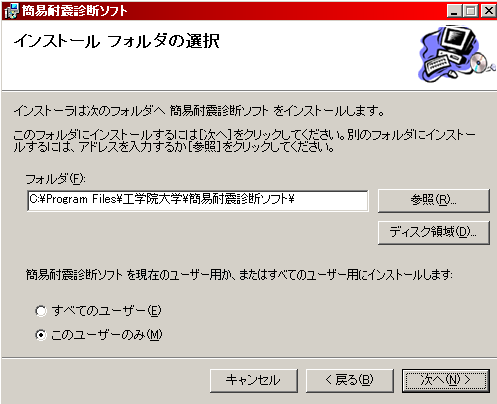 簡易耐震診断ソフト
インストール フォルダの選択
インストーラは次のフォルダへ 簡易耐震診断ソフト をインストールします。
このフォルダにインストールするには[次へ]をクリックしてください。別のフォルダにインストー
ルするには、アドレスを入力するか[参照]をクリックしてください。
フォルダ(F):
C:¥Program Files¥工学院大学¥簡易耐震診断ソフト¥
参照(R)...
ディスク領域(D)...
簡易耐震診断ソフト を現在のユーザー用か、またはすべてのユーザー用にインストールします:
すべてのユーザー(E)
このユーザーのみ(M)
キャンセル
< 戻る(B)
次へ(N) >